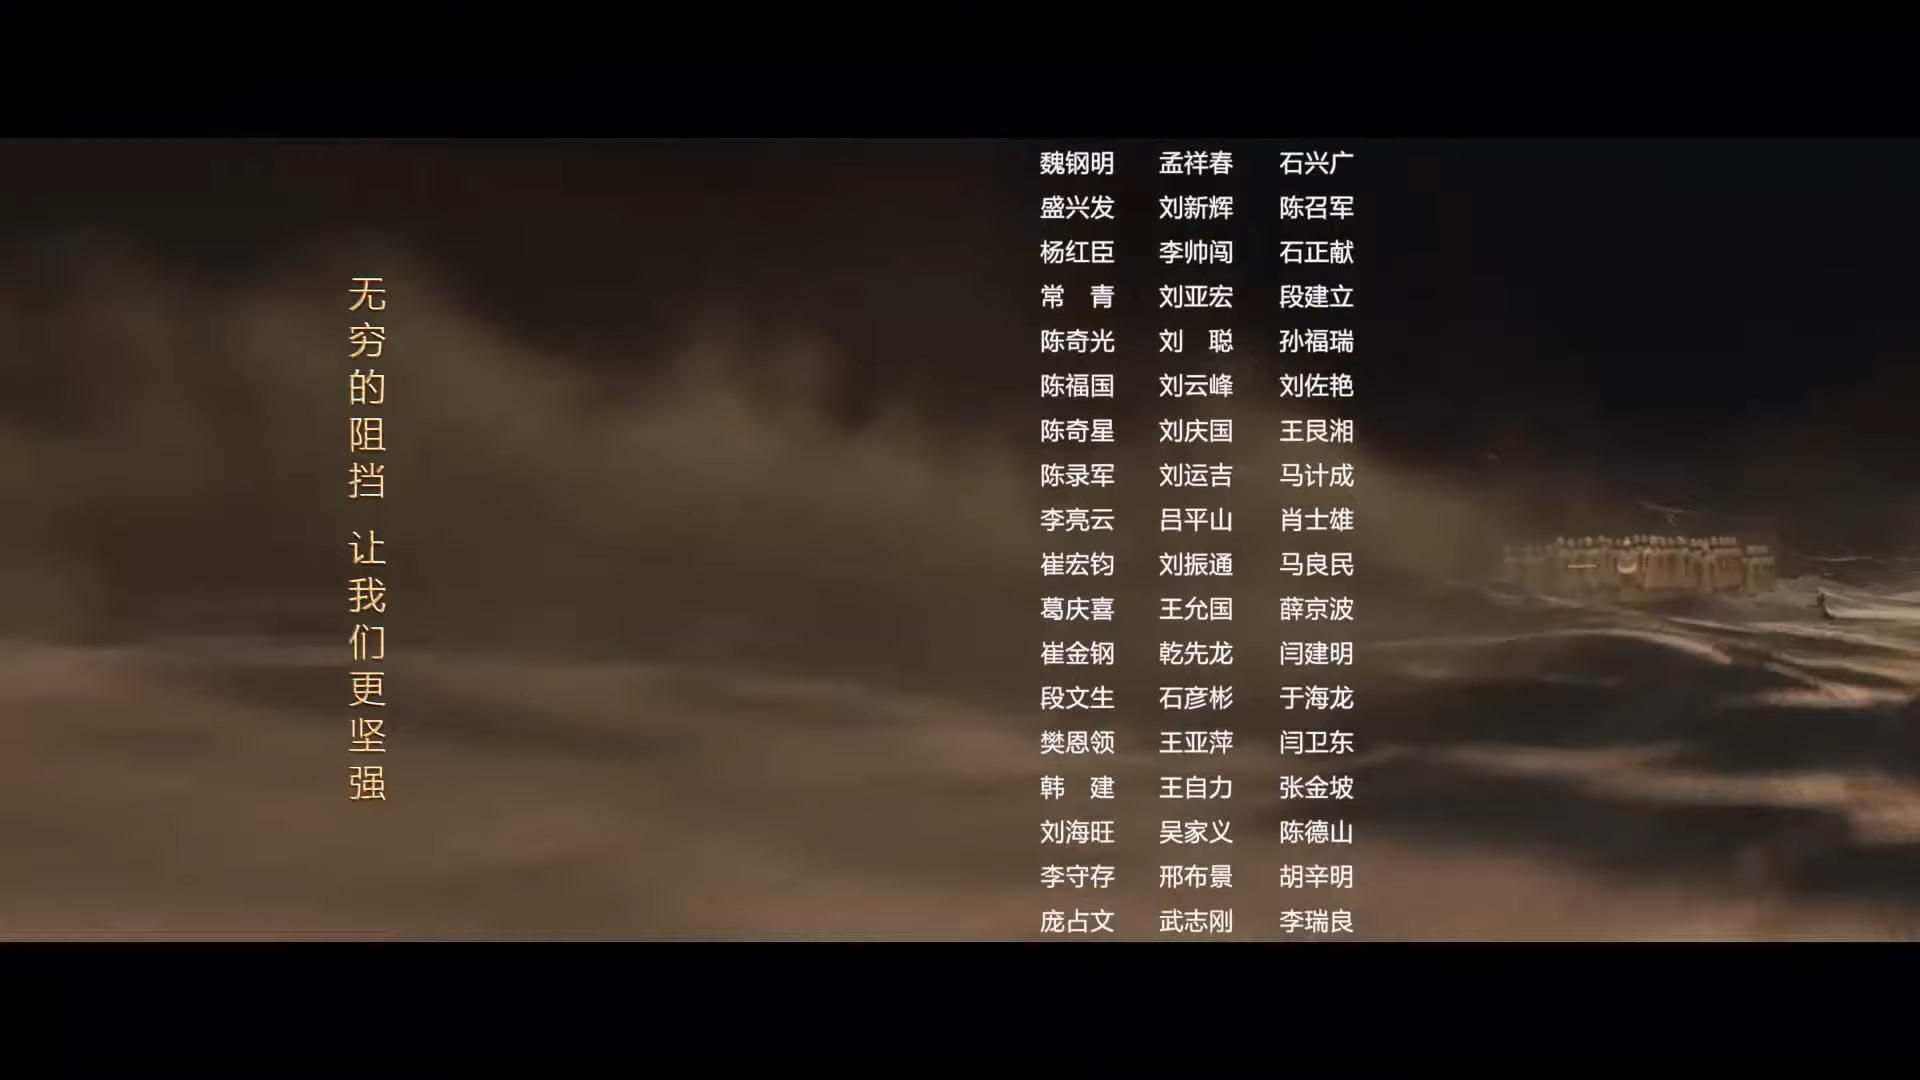 无穷的阻挡 让我们更坚强
魏钢明 孟祥春 石兴广
盛兴发 刘新辉 陈召军
杨红臣 李帅闯 石正献
常 青 刘亚宏 段建立
陈奇光 刘 聪 孙福瑞
陈福国 刘云峰 刘佐艳
陈奇星 刘庆国 王艮湘
陈录军 刘运吉 马计成
李亮云 吕平山 肖士雄
崔宏钧 刘振通 马良民
葛庆喜 王允国 薛京波
崔金钢 乾先龙 闫建明
段文生 石彦彬 于海龙
樊恩领 王亚萍 闫卫东
韩 建 王自力 张金坡
刘海旺 吴家义 陈德山
李守存 邢布景 胡辛明
庞占文 武志刚 李瑞良